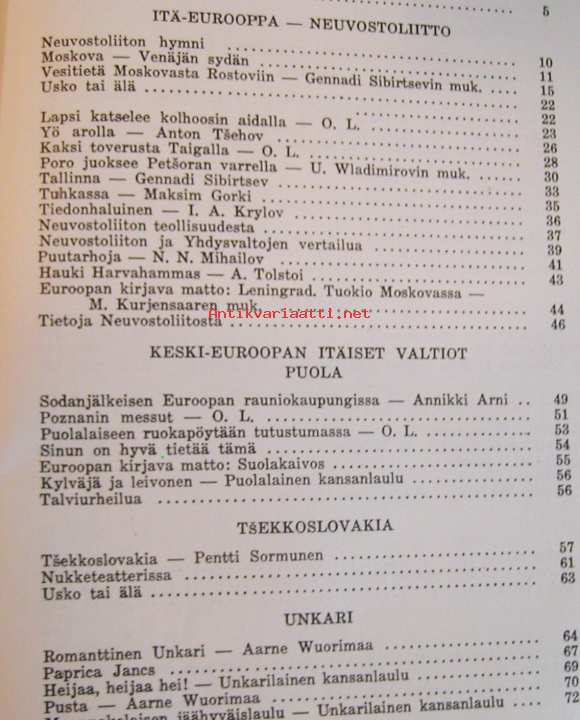 5
ITÄ-EUROOPPA — NEUVOSTOLIITTO
Neuvostoliiton hymni 10
Moskova — Venäjän sydän 11
Vesitietä Moskovasta Rostoviin — Gennadi Sibirtsevin muk. 15
Usko tai älä 22
Lapsi katselee kolhoosin aidalla — O. L. 22
Yö arolla — Anton Tšehov 23
Kaksi toverusta Taigalla — O. L. 26
Poro juoksee Petšoran varrella — U. Wladimirovin muk. 28
Tallinna — Gennadi Sibirtsev 30
Tuhkassa — Maksim Gorki 33
Tiedonhaluinen — I. A. Krylov 35
Neuvostoliiton teollisuudesta 36
Neuvostoliiton ja Yhdysvaltojen vertailua 37
Puutarhoja — N. N. Mihailov 39
Hauki Harvahammas — A. Tolstoi 41
Euroopan kirjava matto: Leningrad. Tuokio Moskovassa — 43
M. Kurjensaaren muk. 44
Antikvariaatti.net
Tietoja Neuvostoliitosta 46
KESKI-EUROOPAN ITÄISET VALTIOT
PUOLA
Sodanjälkeisen Euroopan rauniokaupungissa — Annikki Arni 49
Poznanin messut — O. L. 51
Puolalaiseen ruokapöytään tutustumassa — O. L. 53
Sinun on hyvä tietää tämä 54
Euroopan kirjava matto: Suolakaivos 55
Kylväjä ja leivonen — Puolalainen kansanlaulu 56
Talviurheilua 56
TŠEKKOSLOVAKIA
Tšekkoslovakia — Pentti Sormunen 57
Nukketeatterissa 61
Usko tai älä 63
UNKARI
Romanttinen Unkari — Aarne Wuorimaa 64
Paprica Jancs 67
Heijaa, heijaa hei! — Unkarilainen kansanlaulu 69
Pusta — Aarne Wuorimaa 70
jäähyväislaulu — Unkarilainen kansanlaulu 72